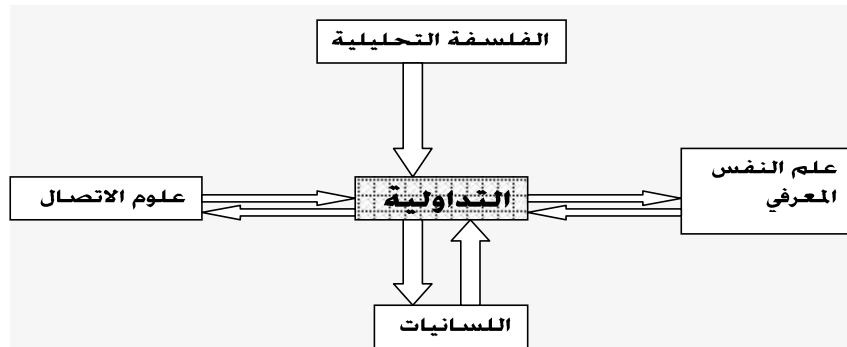 الفلسفة التحليلية
علم النفس
المعرفي
التداولية
علوم الاتصال
اللسانيات